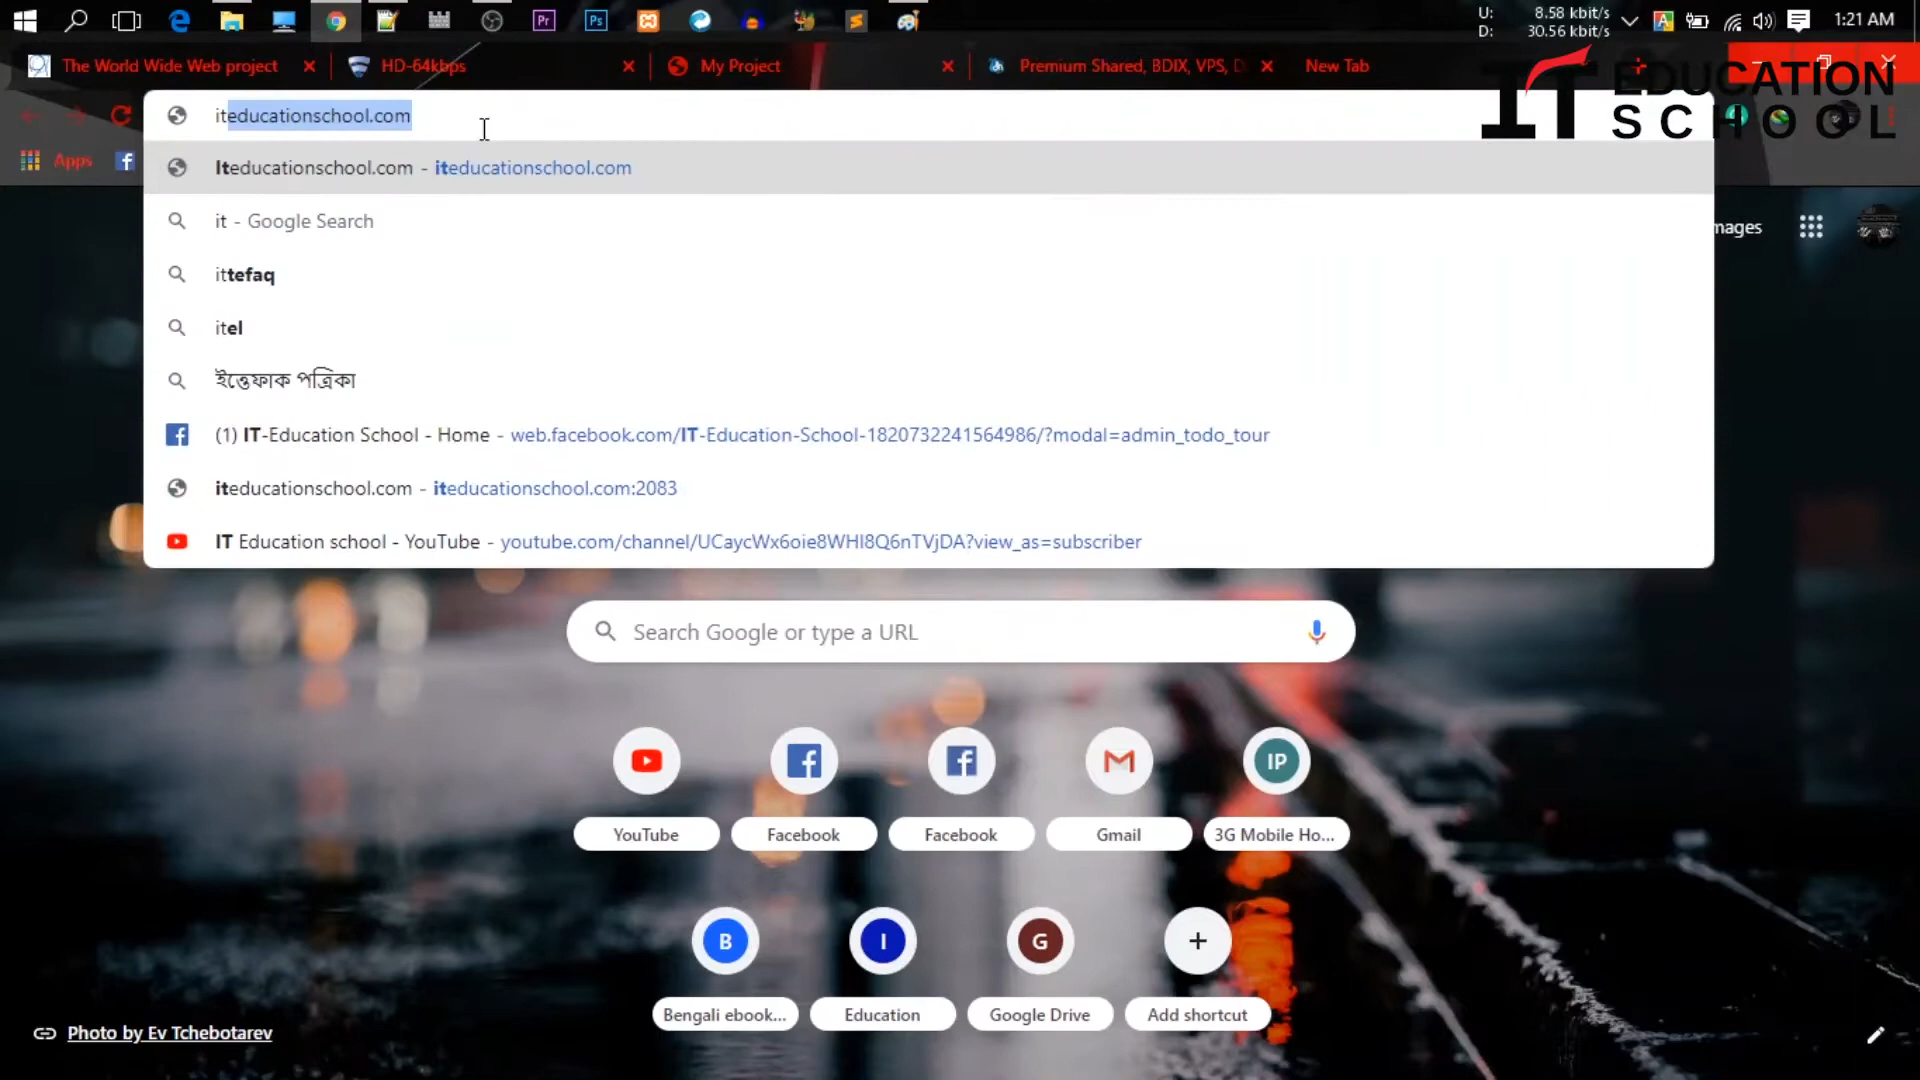 U: 8.58 kbit/s
D: 30.56 kbit/s
1:21 AM
The World Wide Web project
HD-64kbps
My Project
Premium Shared, BDIX, VPS, D
New Tab
IT EDUCATION
SCHOOL
iteducationschool.com
Apps
Iteducationschool.com - iteducationschool.com
it - Google Search
mages
ittefaq
itel
ইত্তেফাক পত্রিকা
(1) IT-Education School - Home - web.facebook.com/IT-Education-School-1820732241564986/?modal=admin_todo_tour
iteducationschool.com - iteducationschool.com:2083
IT Education school - YouTube - youtube.com/channel/UCaycWx6oie8WHI8Q6nTVjDA?view_as=subscriber
Search Google or type a URL
IP
YouTube
Facebook
Facebook
Gmail
3G Mobile Ho...
B
I
G
Bengali ebook...
Education
Google Drive
Add shortcut
Photo by Ev Tchebotarev